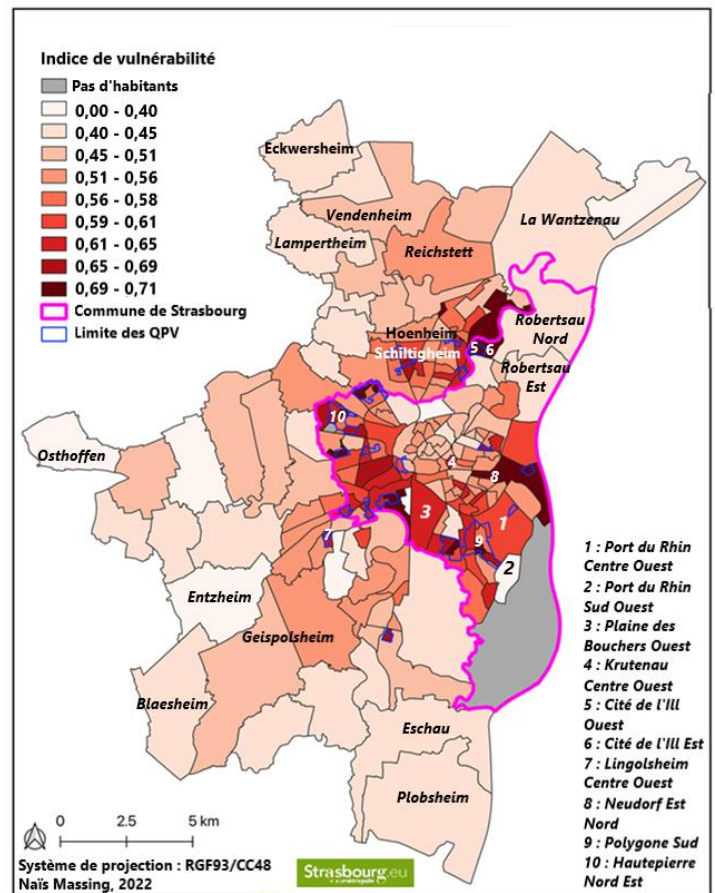 Indice de vulnérabilité
Pas d'habitants
0,00 - 0,40
0,40 - 0,45
0,45 - 0,51
0,51 - 0,56
0,56 - 0,58
0,59 - 0,61
0,61 - 0,65
0,65 - 0,69
0,69 - 0,71
Commune de Strasbourg
Limite des QPV
Eckwersheim
Vendenheim
La Wantzenau
Lampertheim
Reichstett
Hoenheim
Schiltigheim
5
6
Robertsau
Nord
Robertsau
Est
10
Osthoffen
4
8
3
1
9
2
7
Entzheim
Geispolsheim
Blaesheim
Eschau
Plobsheim
1 : Port du Rhin
Centre Ouest
2 : Port du Rhin
Sud Ouest
3 : Plaine des
Bouchers Ouest
4 : Krutenau
Centre Ouest
5 : Cité de l'Ill
Ouest
6 : Cité de l'Ill Est
7 : Lingolsheim
Centre Ouest
8 : Neudorf Est
Nord
9 : Polygone Sud
10 : Hautepierre
Nord Est
0 2.5 5 km
Système de projection : RGF93/CC48
Naïs Massing, 2022
Strasbourg.eu